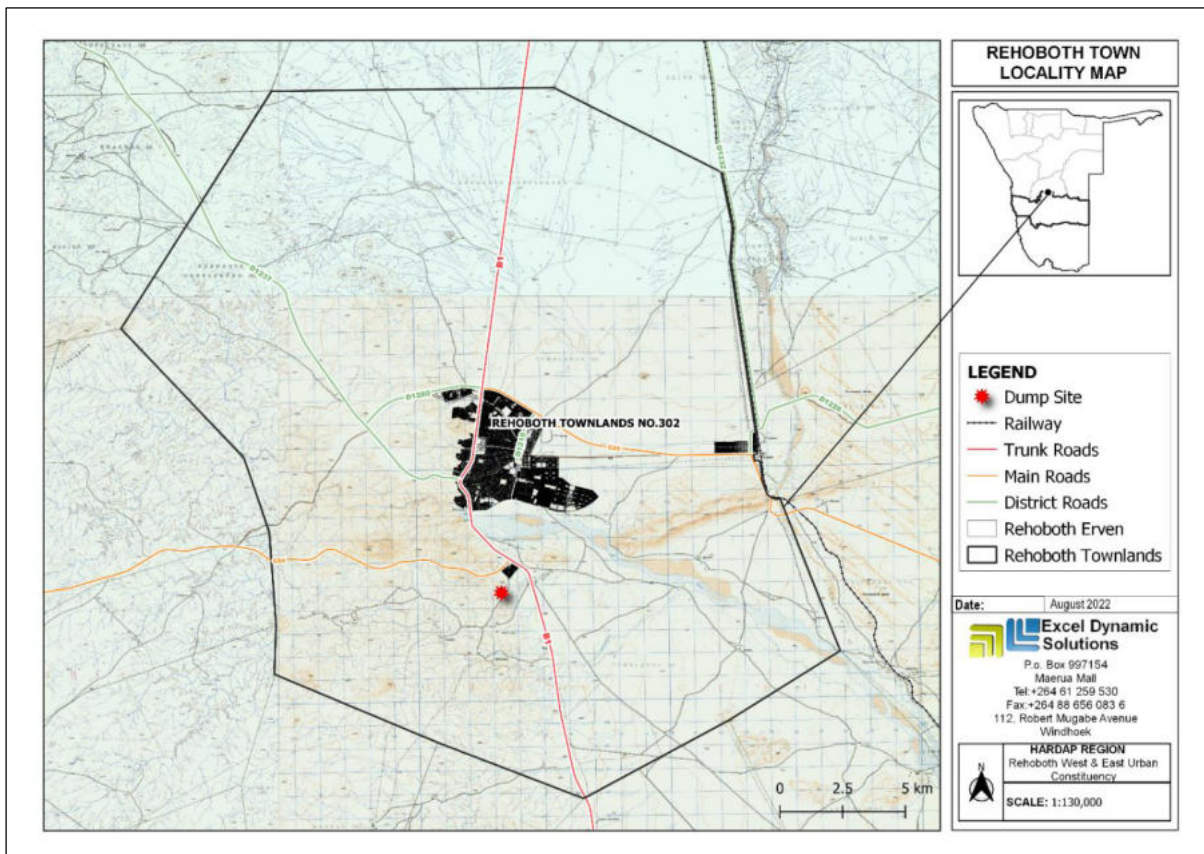 REHOBOTH TOWN
LOCALITY MAP
D1237
D1232
B1
D1280
REHOBOTH TOWNLANDS NO.302
D1228
B1
0 2.5 5 km
LEGEND
Dump Site
Railway
Trunk Roads
Main Roads
District Roads
Rehoboth Erven
Rehoboth Townlands
Date: August 2022
Excel Dynamic
Solutions
P.o. Box 997154
Maerua Mall
Tel:+264 61 259 530
Fax:+264 88 656 083 6
112, Robert Mugabe Avenue
Windhoek
N
HARDAP REGION
Rehoboth West & East Urban
Constituency
SCALE: 1:130,000